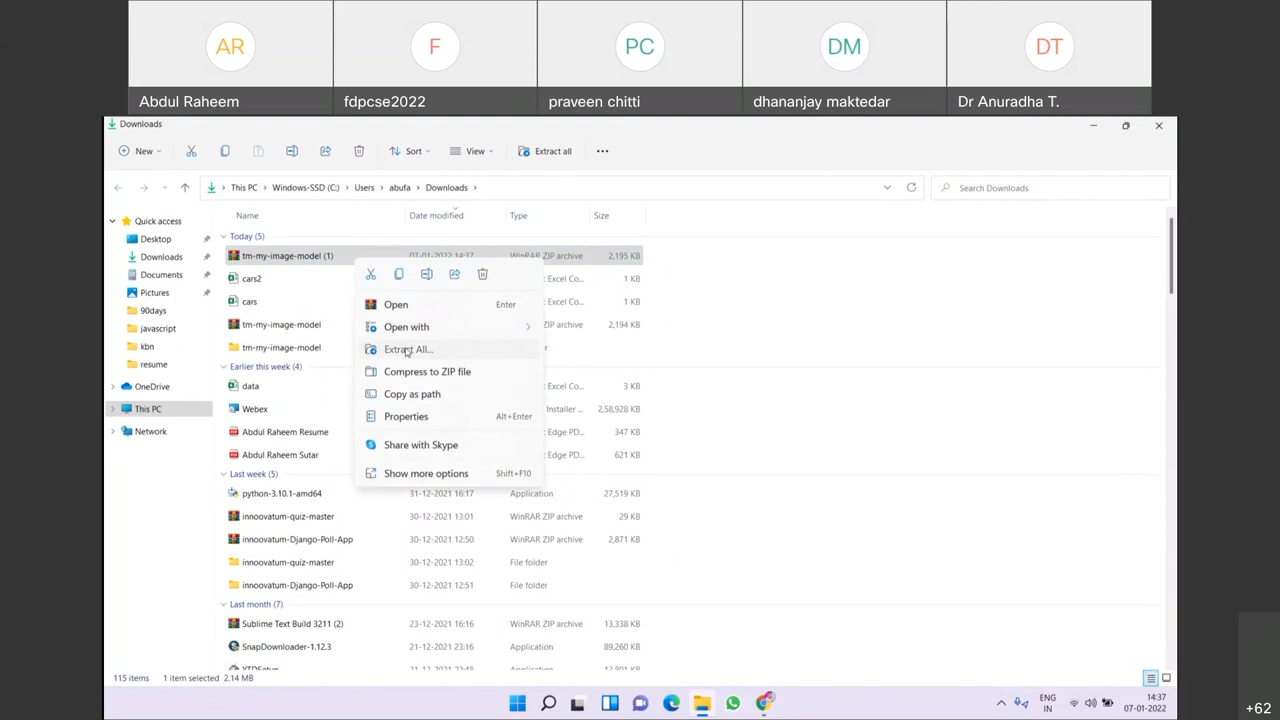 AR
F
PC
DM
DT
Abdul Raheem
fdpcse2022
praveen chitti
dhananjay maktedar
Dr Anuradha T.
Downloads
New
Sort
View
Extract all
This PC > Windows-SSD (C:) > Users > abufa > Downloads >
Search Downloads
Quick access
Desktop
Downloads
Documents
Pictures
90days
javascript
kbn
resume
OneDrive
This PC
Network
Name Date modified Type Size
Today (5)
tm-my-image-model (1) 07-01-2022 14:37 WinRAR ZIP archive 2,195 KB
cars2 Excel Co... 1 KB
cars Excel Co... 1 KB
tm-my-image-model ZIP archive 2,194 KB
tm-my-image-model
Earlier this week (4)
data Excel Co... 3 KB
Webex Installer ... 2,58,928 KB
Abdul Raheem Resume Edge PD... 347 KB
Abdul Raheem Sutar Edge PD... 621 KB
Last week (5)
python-3.10.1-amd64 31-12-2021 16:17 Application 27,519 KB
innoovatum-quiz-master 30-12-2021 13:01 WinRAR ZIP archive 29 KB
innoovatum-Django-Poll-App 30-12-2021 12:50 WinRAR ZIP archive 2,871 KB
innoovatum-quiz-master 30-12-2021 13:02 File folder
innoovatum-Django-Poll-App 30-12-2021 12:51 File folder
Last month (7)
Sublime Text Build 3211 (2) 23-12-2021 16:16 WinRAR ZIP archive 13,338 KB
SnapDownloader-1.12.3 21-12-2021 23:16 Application 89,260 KB
Open Enter
Open with
Extract All...
Compress to ZIP file
Copy as path
Properties Alt+Enter
Share with Skype
Show more options Shift+F10
115 items 1 item selected 2.14 MB
ENG
IN
14:37
07-01-2022
+62